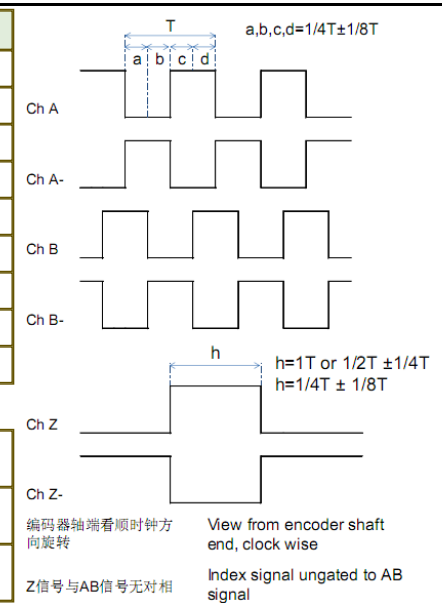 T
a,b,c,d=1/4T±1/8T
a b c d
Ch A
Ch A-
Ch B
Ch B-
h
h=1T or 1/2T ±1/4T
h=1/4T ± 1/8T
Ch Z
Ch Z-
编码器轴端看顺时钟方
向旋转
View from encoder shaft
end, clock wise
Z信号与AB信号无对相
Index signal ungated to AB
signal